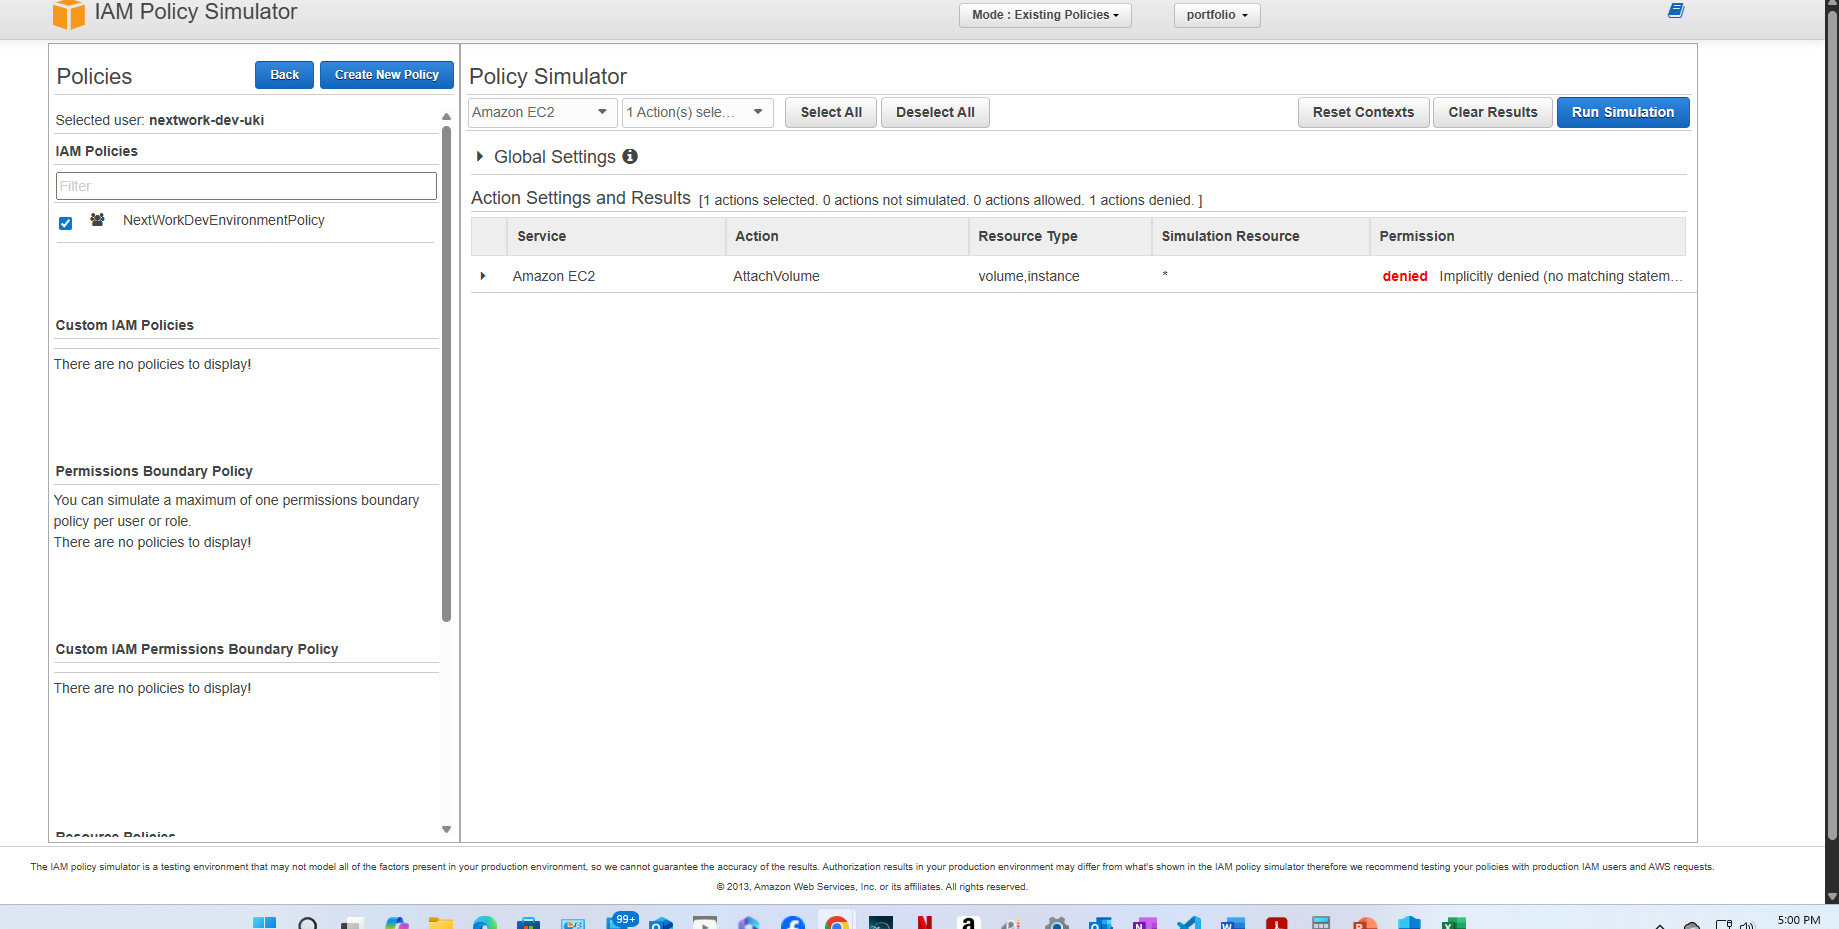 IAM Policy Simulator
Mode : Existing Policies
portfolio
Policies
Back
Create New Policy
Selected user: nextwork-dev-uki
IAM Policies
Filter
NextWorkDevEnvironmentPolicy
Custom IAM Policies
There are no policies to display!
Permissions Boundary Policy
You can simulate a maximum of one permissions boundary
policy per user or role.
There are no policies to display!
Custom IAM Permissions Boundary Policy
There are no policies to display!
Resource Policies
Policy Simulator
Amazon EC2
1 Action(s) sele...
Select All
Deselect All
Reset Contexts
Clear Results
Run Simulation
Global Settings
Action Settings and Results [1 actions selected. 0 actions not simulated. 0 actions allowed. 1 actions denied. ]
Service Action Resource Type Simulation Resource Permission
Amazon EC2 AttachVolume volume,instance * denied Implicitly denied (no matching statem...
The IAM policy simulator is a testing environment that may not model all of the factors present in your production environment, so we cannot guarantee the accuracy of the results. Authorization results in your production environment may differ from what's shown in the IAM policy simulator therefore we recommend testing your policies with production IAM users and AWS requests.
© 2013, Amazon Web Services, Inc. or its affiliates. All rights reserved.
99+
5:00 PM